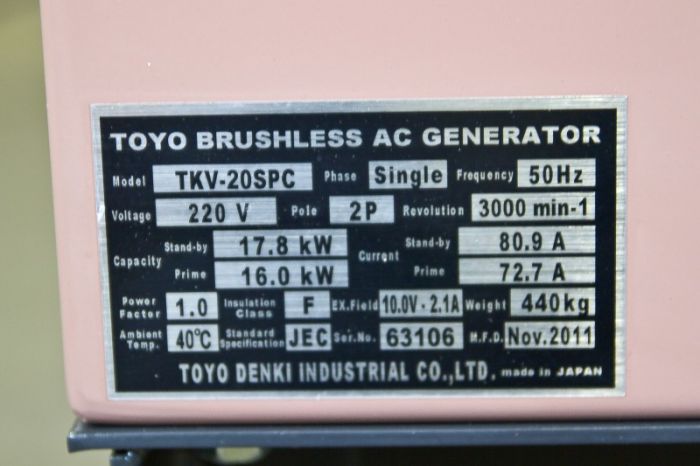 TOYO BRUSHLESS AC GENERATOR
Model TKV-20SPC Phase Single Frequency 50Hz
Voltage 220 V Pole 2P Revolution 3000 min-1
Capacity Stand-by 17.8 kW Current Stand-by 80.9 A
Prime 16.0 kW Prime 72.7 A
Power Factor 1.0 Insulation Class F EX.Field 10.0V-2.1A Weight 440kg
Ambient Temp. 40℃ Standard Specification JEC Ser.No. 63106 M.F.D. Nov.2011
TOYO DENKI INDUSTRIAL CO.,LTD. made in JAPAN